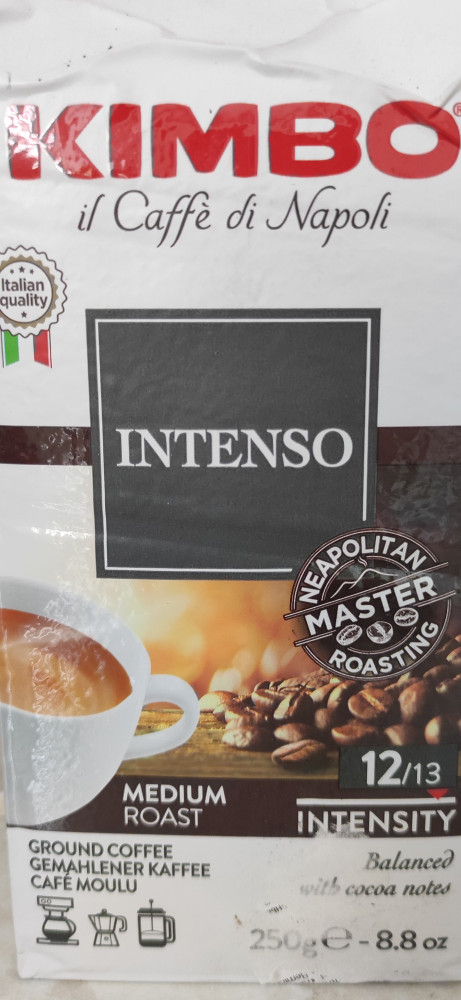 KIMBO®
il Caffè di Napoli
Italian
quality
INTENSO
NEAPOLITAN
MASTER
ROASTING
12/13
MEDIUM
ROAST
INTENSITY
GROUND COFFEE
GEMAHLENER KAFFEE
CAFÉ MOULU
Balanced
with cocoa notes
250g e - 8.8 oz